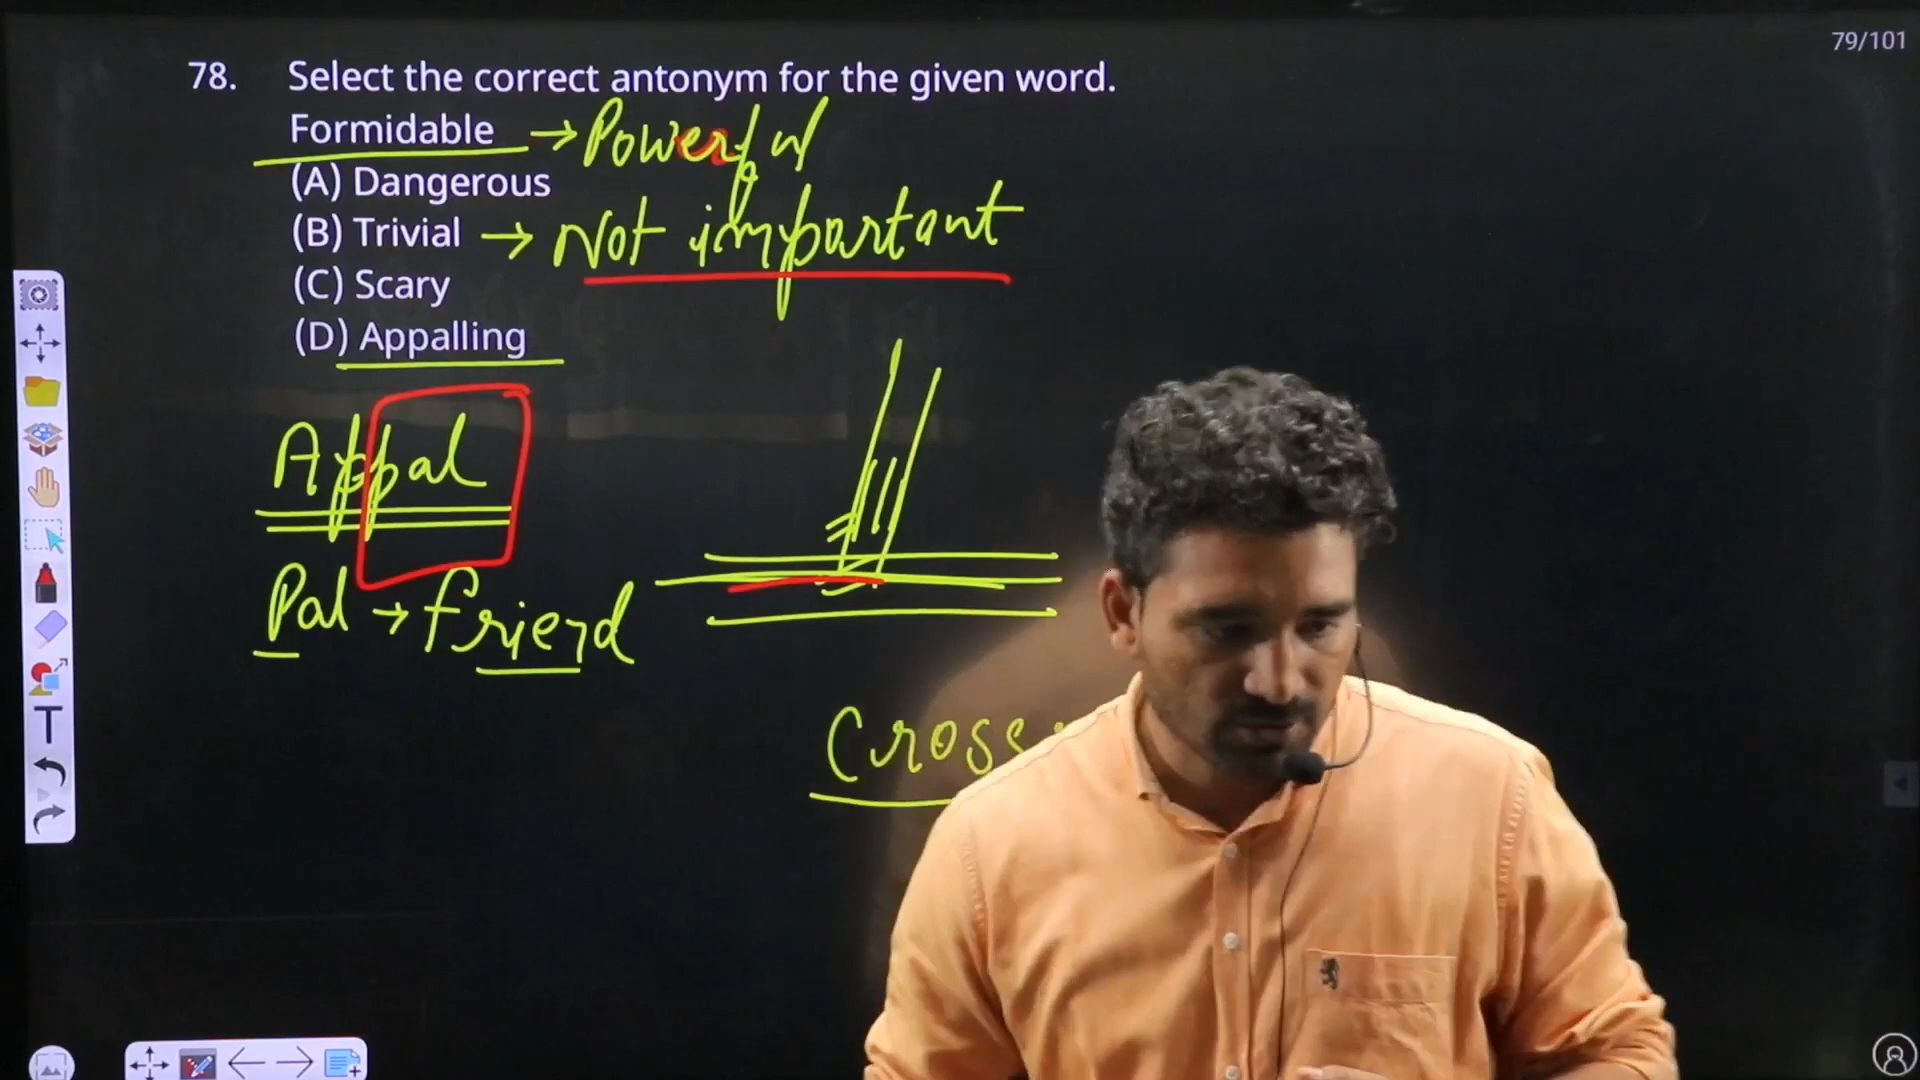 79/101
78. Select the correct antonym for the given word.
Formidable → Powerful
(A) Dangerous
(B) Trivial → Not important
(C) Scary
(D) Appalling
Appal
Pal → friend
Cross
T